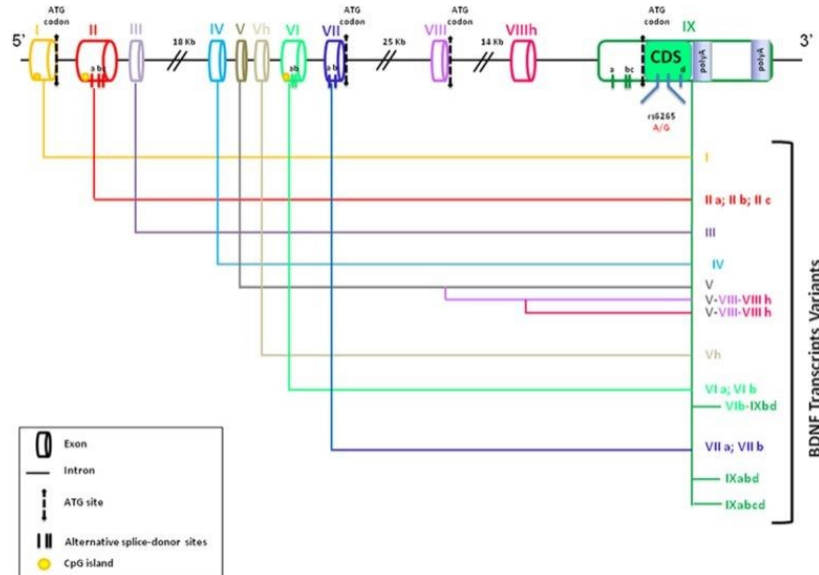 ATG codon
ATG codon
ATG codon
ATG codon
I
II
III
IV
V
Vh
VI
VII
VIII
VIIIh
IX
5'
18 Kb
25 Kb
14 Kb
3'
a bc
ab
a b
a
bc
CDS
d
polyA
polyA
rs6265
A/G
I
II a; II b; II c
III
IV
V
V-VIII-VIII h
V-VIII-VIII h
Vh
VI a; VI b
VIb-IXbd
VII a; VII b
IXabd
IXabcd
BDNF Transcripts Variants
Exon
Intron
ATG site
Alternative splice-donor sites
CpG island